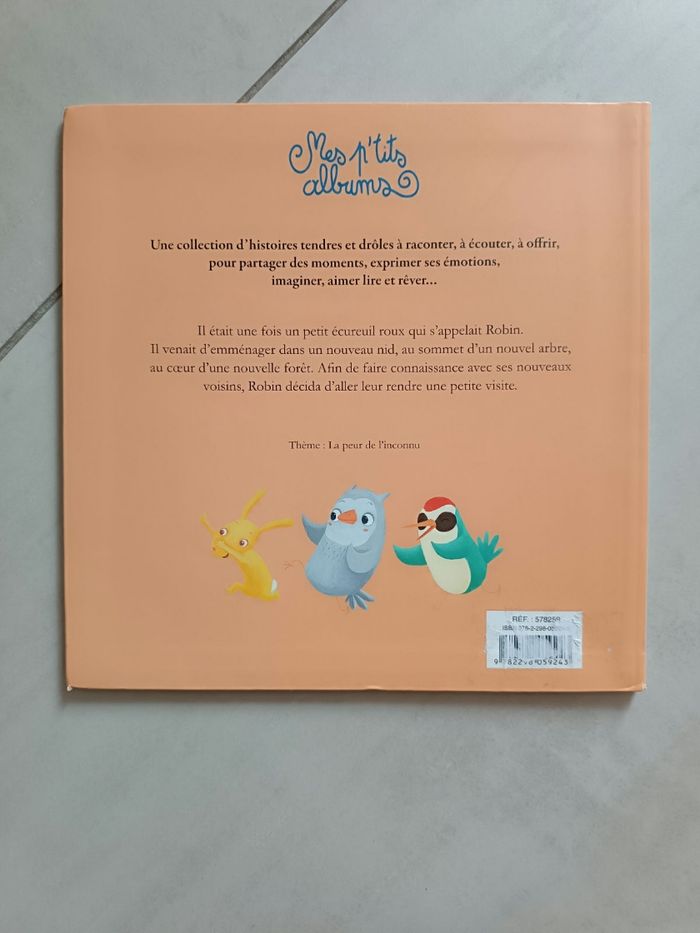 Mes p'tits
albums
Une collection d'histoires tendres et drôles à raconter, à écouter, à offrir,
pour partager des moments, exprimer ses émotions,
imaginer, aimer lire et rêver...
Il était une fois un petit écureuil roux qui s'appelait Robin.
Il venait d'emménager dans un nouveau nid, au sommet d'un nouvel arbre,
au cœur d'une nouvelle forêt. Afin de faire connaissance avec ses nouveaux
voisins, Robin décida d'aller leur rendre une petite visite.
Thème : La peur de l'inconnu
RÉF. : 578259
9 822298 059243